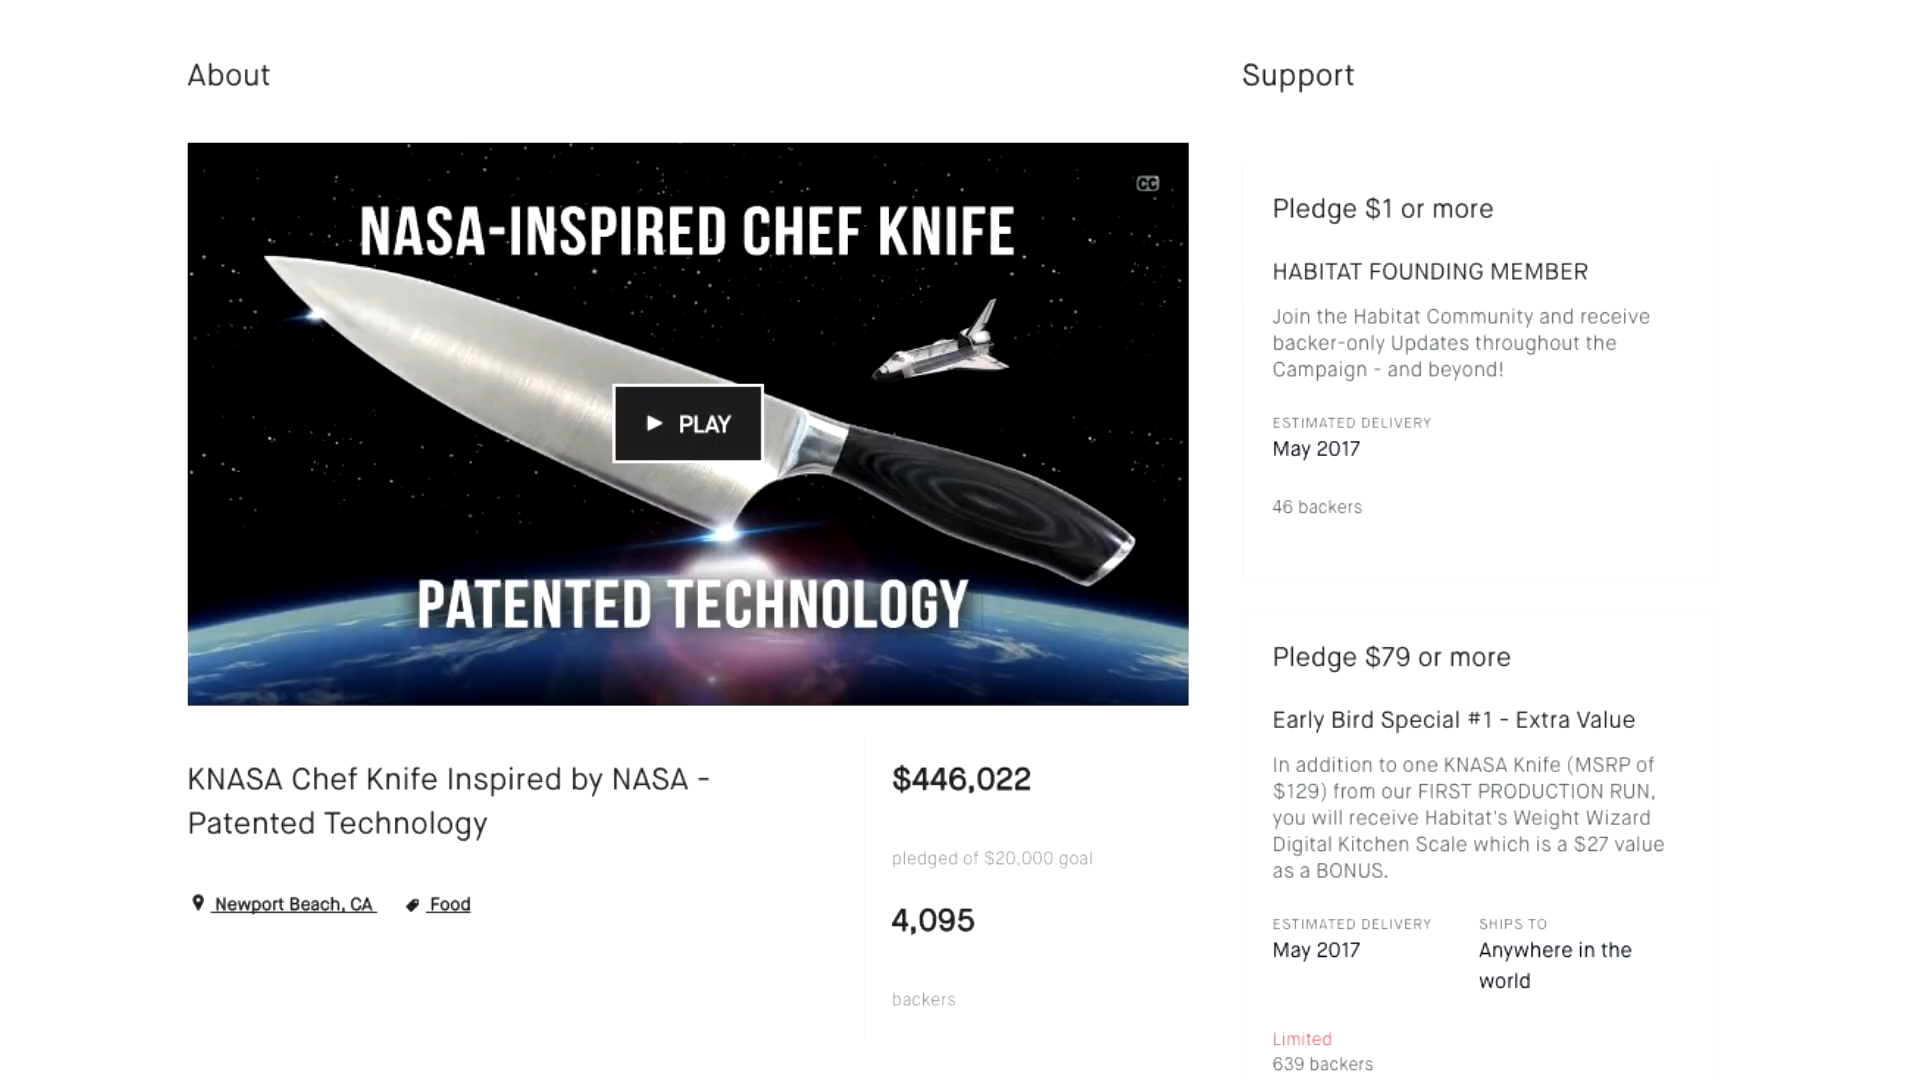 About
Support
CC
NASA-INSPIRED CHEF KNIFE
PLAY
PATENTED TECHNOLOGY
KNASA Chef Knife Inspired by NASA -
Patented Technology
Newport Beach, CA
Food
$446,022
pledged of $20,000 goal
4,095
backers
Pledge $1 or more
HABITAT FOUNDING MEMBER
Join the Habitat Community and receive
backer-only Updates throughout the
Campaign - and beyond!
ESTIMATED DELIVERY
May 2017
46 backers
Pledge $79 or more
Early Bird Special #1 - Extra Value
In addition to one KNASA Knife (MSRP of
$129) from our FIRST PRODUCTION RUN,
you will receive Habitat's Weight Wizard
Digital Kitchen Scale which is a $27 value
as a BONUS.
ESTIMATED DELIVERY
May 2017
SHIPS TO
Anywhere in the
world
Limited
639 backers